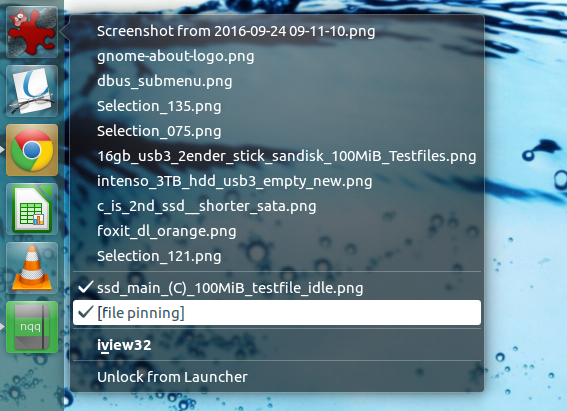 Screenshot from 2016-09-24 09-11-10.png
gnome-about-logo.png
dbus_submenu.png
Selection_135.png
Selection_075.png
16gb_usb3_2ender_stick_sandisk_100MiB_Testfiles.png
intenso_3TB_hdd_usb3_empty_new.png
c_is_2nd_ssd__shorter_sata.png
foxit_dl_orange.png
Selection_121.png
ssd_main_(C)_100MiB_testfile_idle.png
[file pinning]
nqq
iview32
Unlock from Launcher